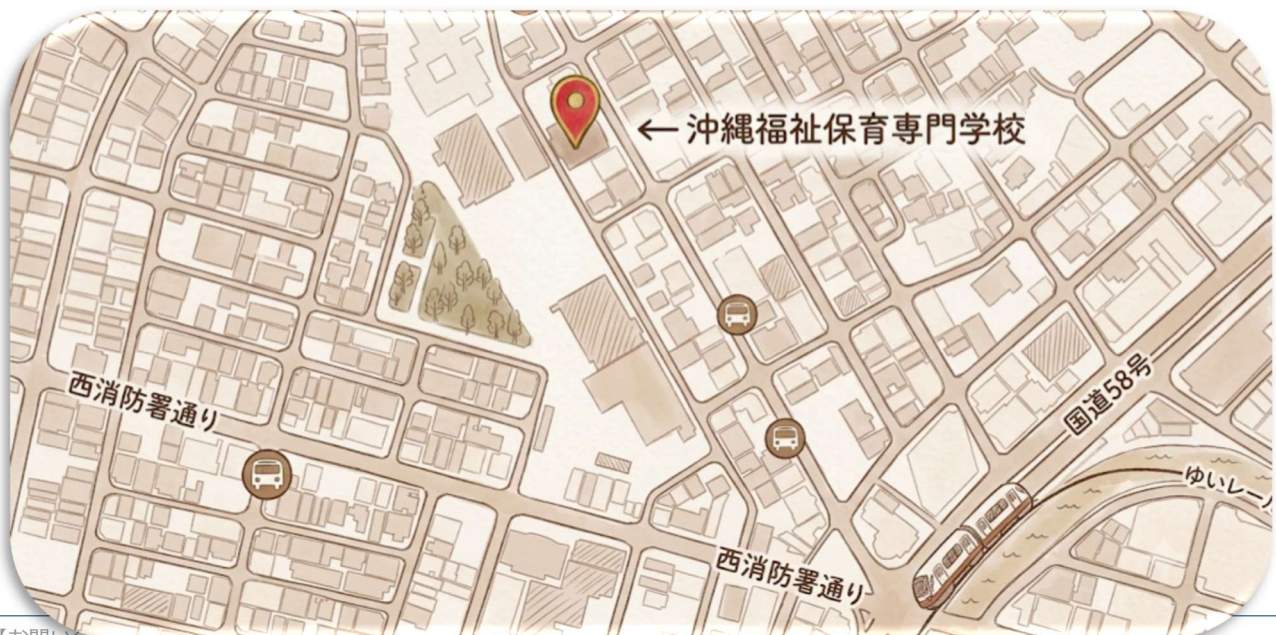 ←沖縄福祉保育専門学校
国道58号
西消防署通り
ゆいレール
西消防署通り